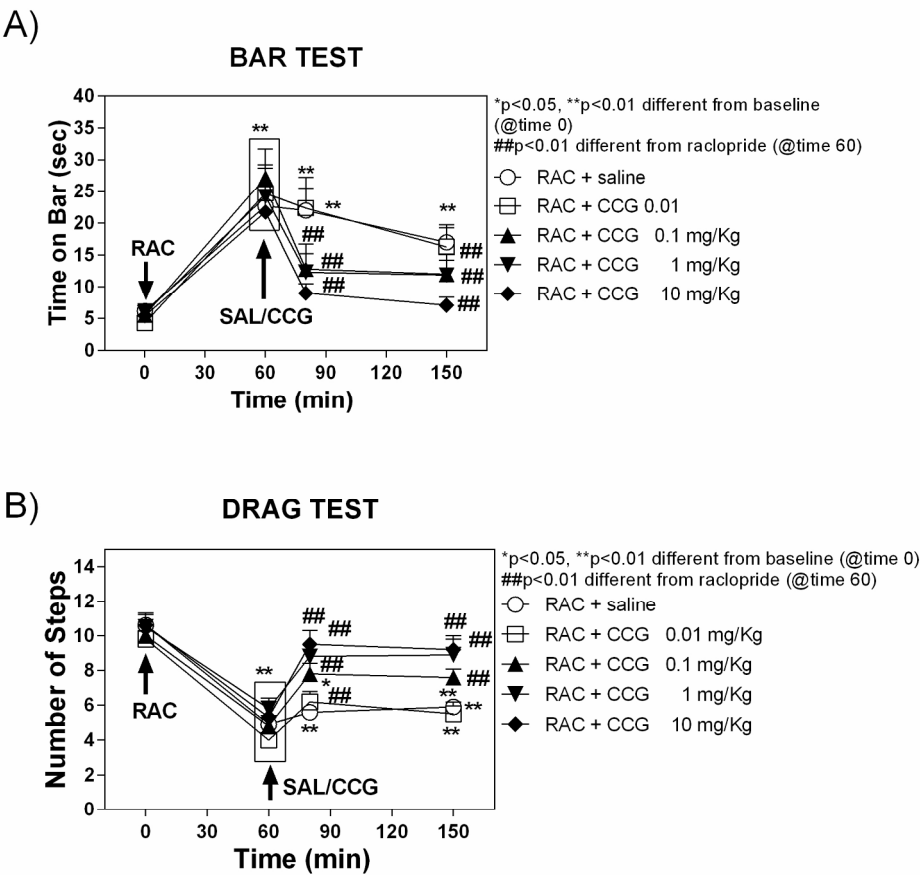 A)
BAR TEST
*p<0.05, **p<0.01 different from baseline
(@time 0)
##p<0.01 different from raclopride (@time 60)
RAC + saline
RAC + CCG 0.01
RAC + CCG 0.1 mg/Kg
RAC + CCG 1 mg/Kg
RAC + CCG 10 mg/Kg
Time on Bar (sec)
40
35
30
25
20
15
10
5
0
**
**
**
**
##
##
##
##
##
##
RAC
SAL/CCG
0 30 60 90 120 150
Time (min)
B)
DRAG TEST
*p<0.05, **p<0.01 different from baseline (@time 0)
##p<0.01 different from raclopride (@time 60)
RAC + saline
RAC + CCG 0.01 mg/Kg
RAC + CCG 0.1 mg/Kg
RAC + CCG 1 mg/Kg
RAC + CCG 10 mg/Kg
Number of Steps
14
12
10
8
6
4
2
0
##
##
##
##
**
##
##
*
##
**
**
**
**
RAC
SAL/CCG
0 30 60 90 120 150
Time (min)